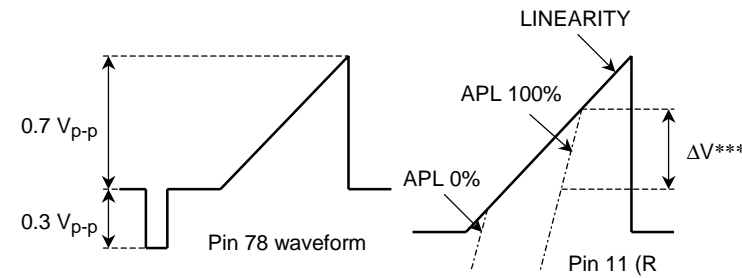 LINEARITY
APL 100%
0.7 Vp-p
ΔV***
APL 0%
0.3 Vp-p
Pin 78 waveform
Pin 11 (R